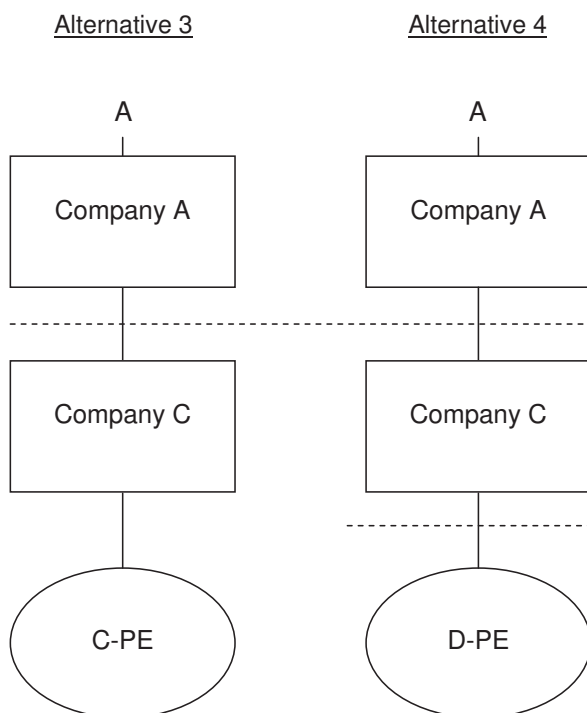 Alternative 3
Alternative 4
A
A
Company A
Company A
Company C
Company C
C-PE
D-PE